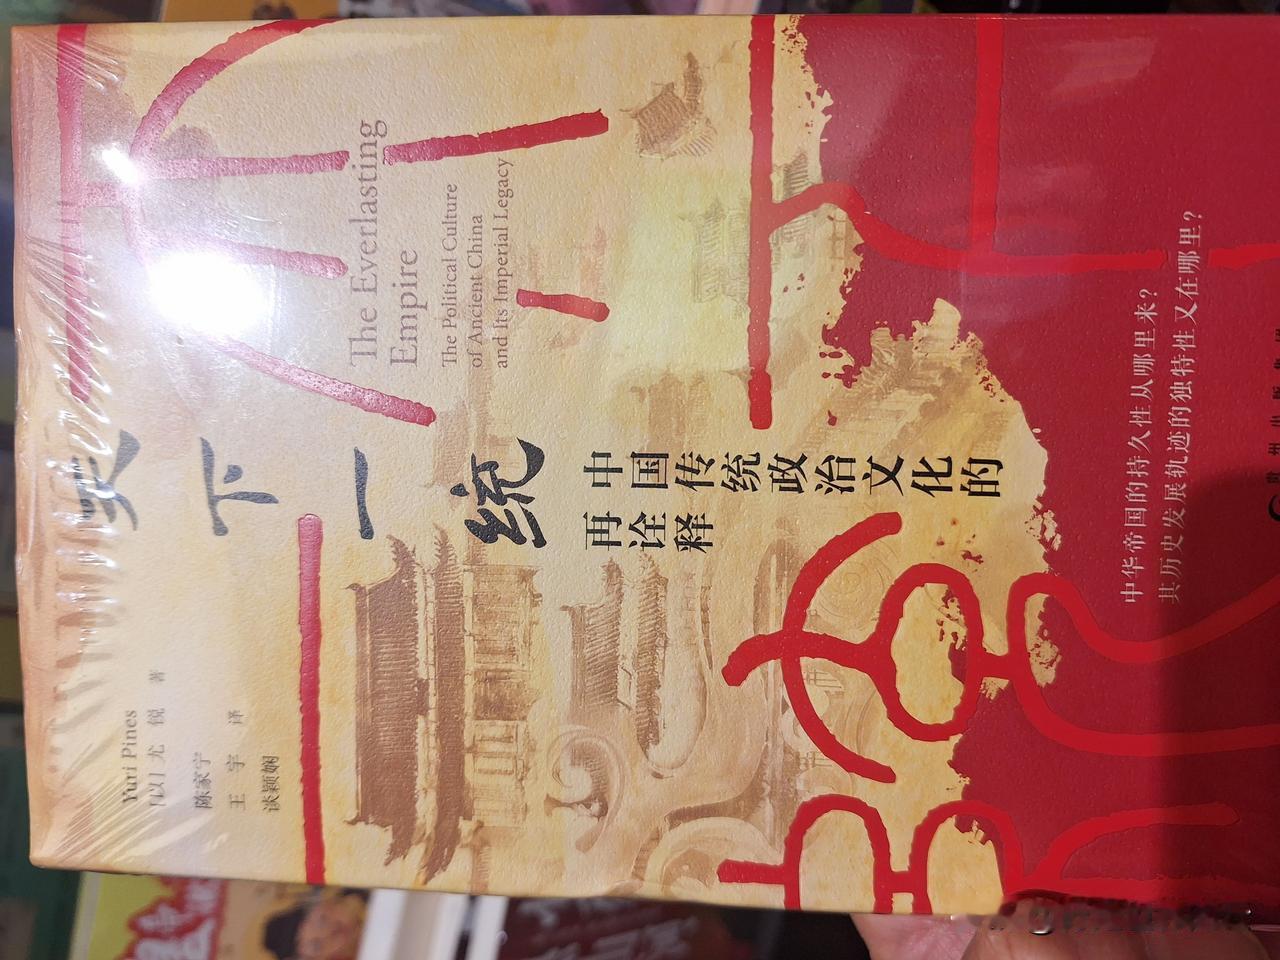 Yuri Pines
[以] 尤锐 著
陈家宁
王宇 译
谈颖娴
天下一统
The Everlasting
Empire
The Political Culture
of Ancient China
and Its Imperial Legacy
中国传统政治文化的
再诠释
中华帝国的持久性从哪里来？
其历史发展轨迹的独特性又在哪里？